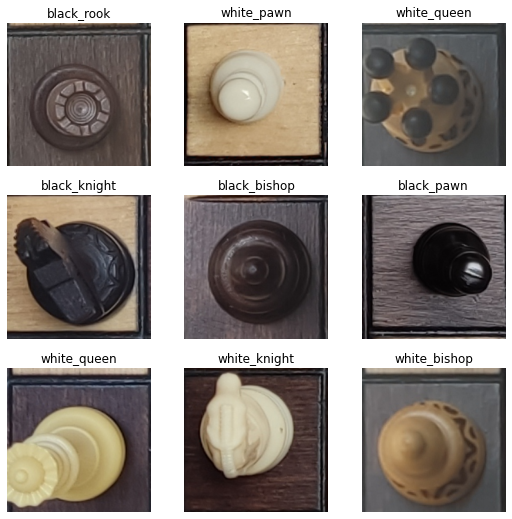 black_rook
white_pawn
white_queen
black_knight
black_bishop
black_pawn
white_queen
white_knight
white_bishop